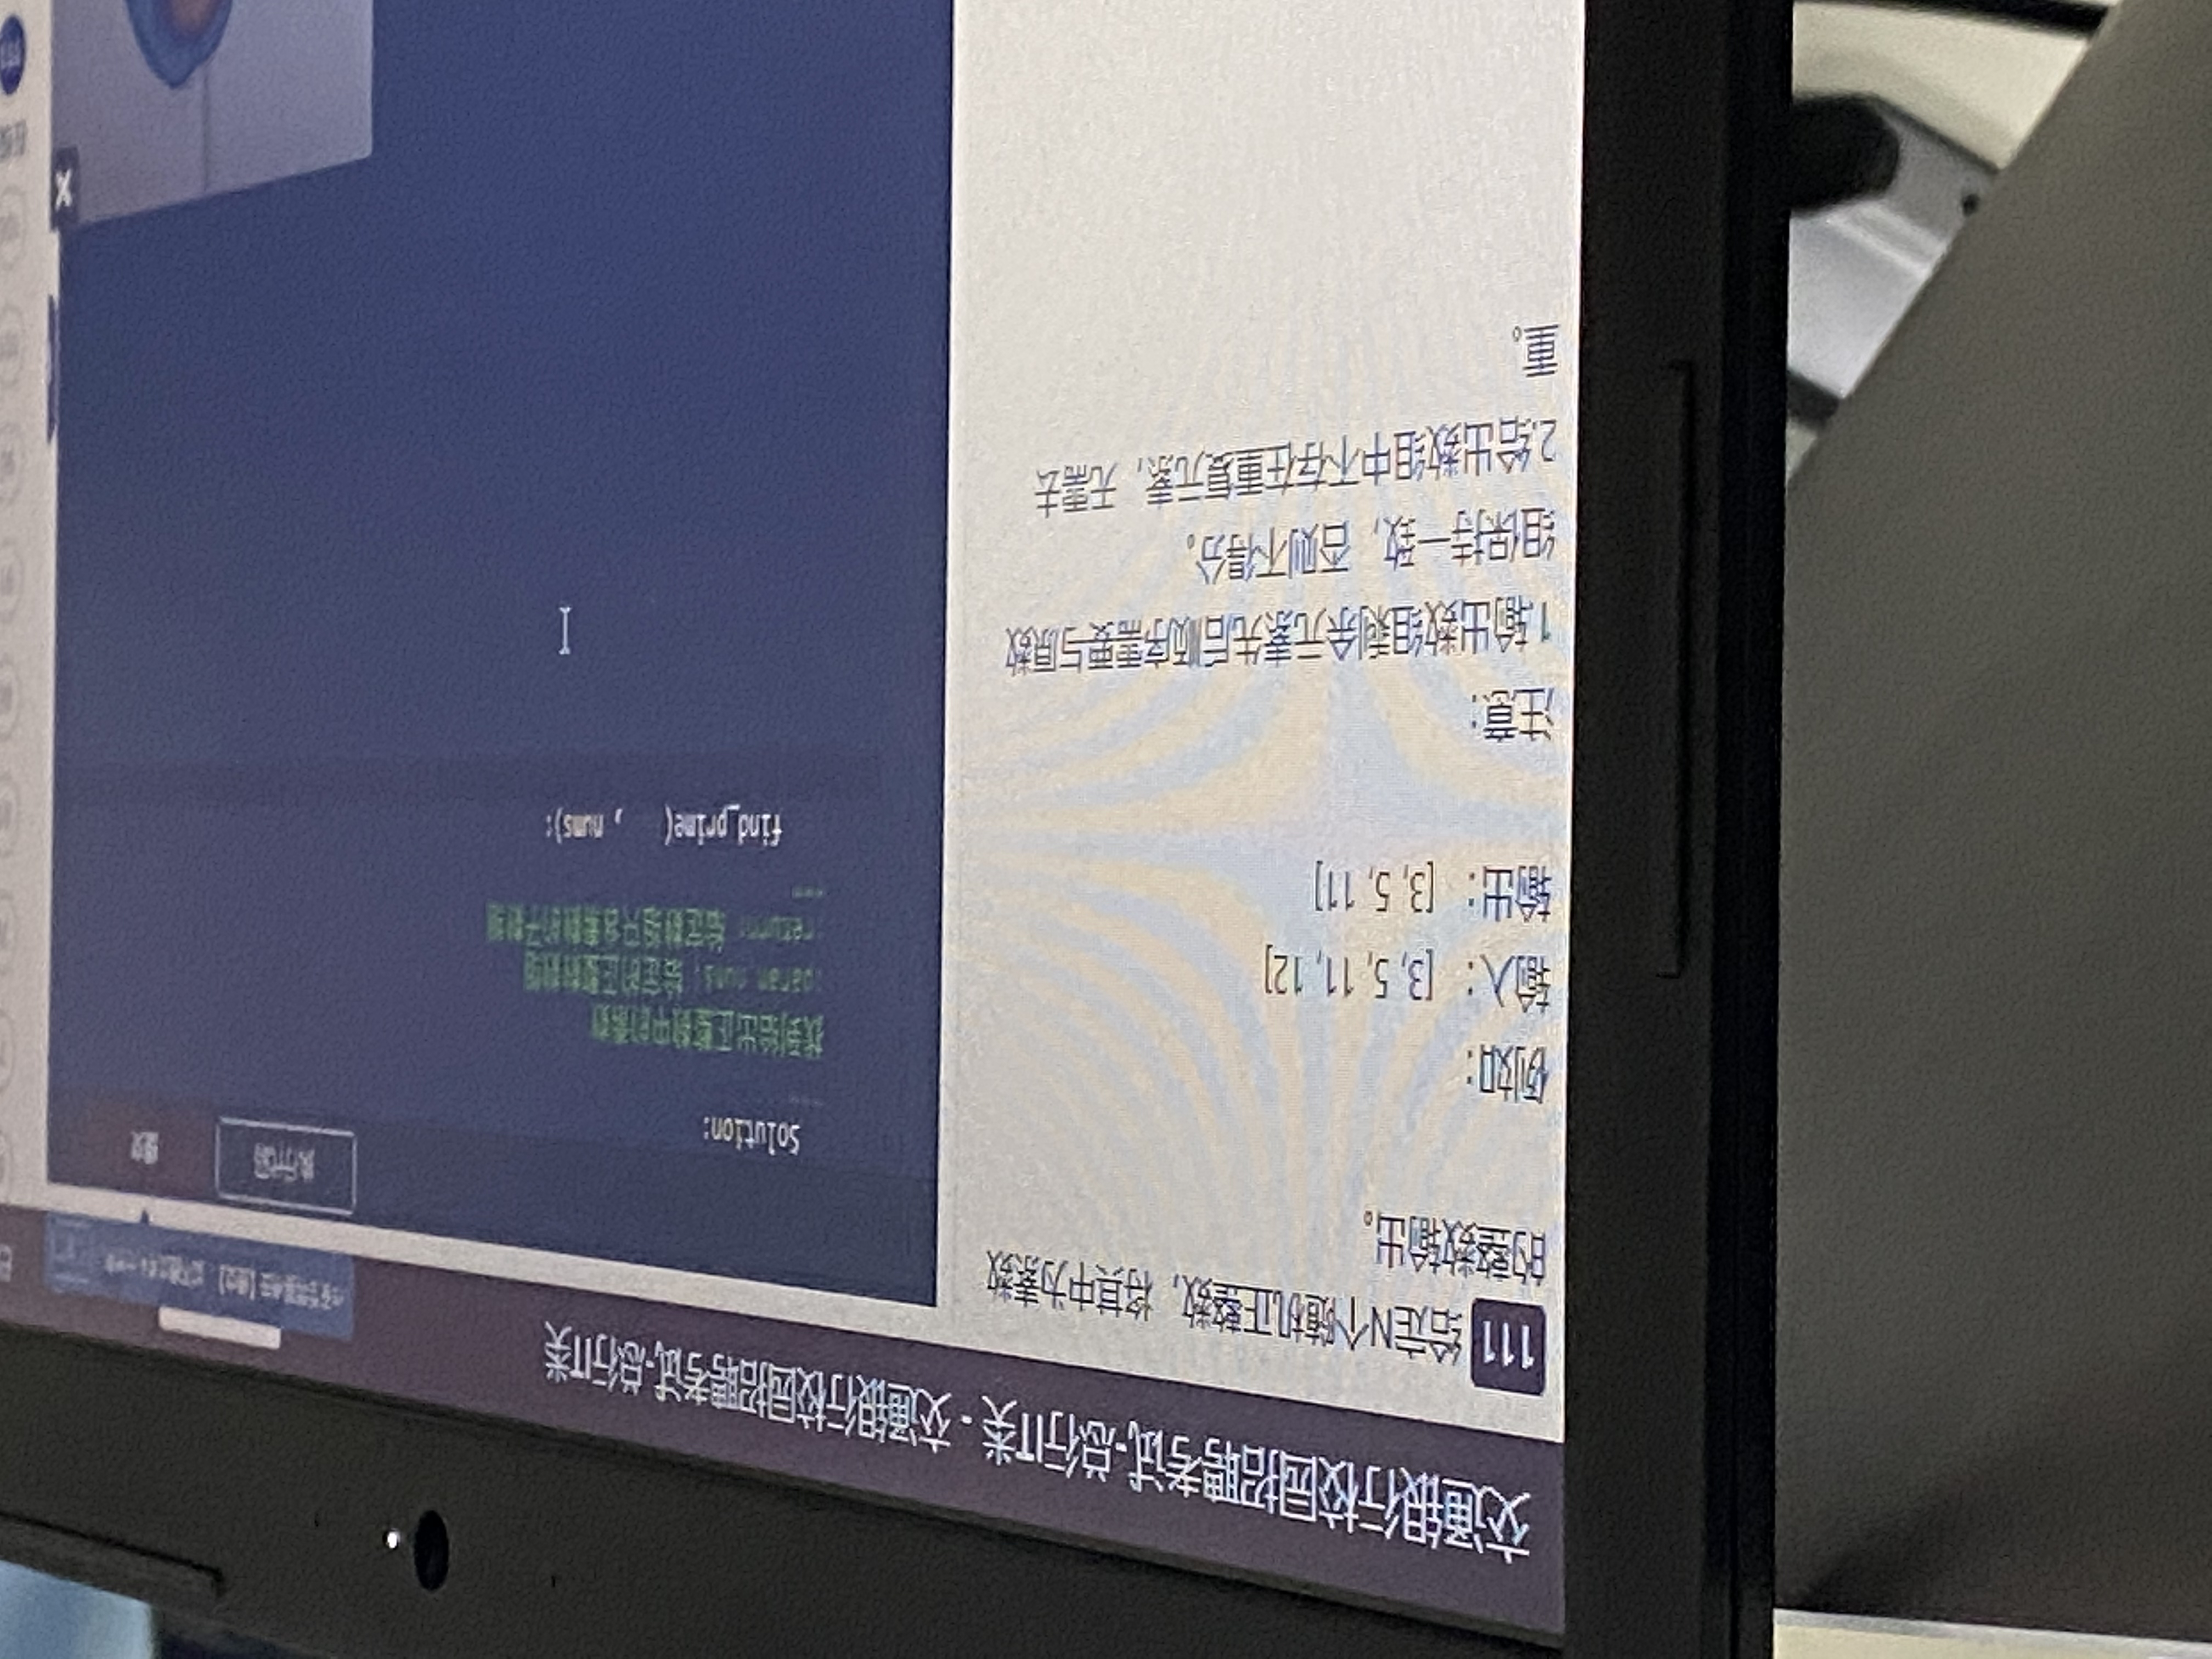 交通银行校园招聘考试-总行IT类 - 交通银行校园招聘考试-总行IT类
111 给定N个随机正整数，将其中为素数
的整数输出。
例如：
输入： [3, 5, 11, 12]
输出： [3, 5, 11]
注意：
1.输出数组剩余元素先后顺序需要与原数
组保持一致，否则不得分。
2.给出数组中不存在重复元素，无需去
重。
执行代码
提交
Solution:
"""
找到给出正整数中的素数
:param nums: 给定的正整数数组
:return: 给定数组只含素数的子数组
"""
find_prime( , nums):